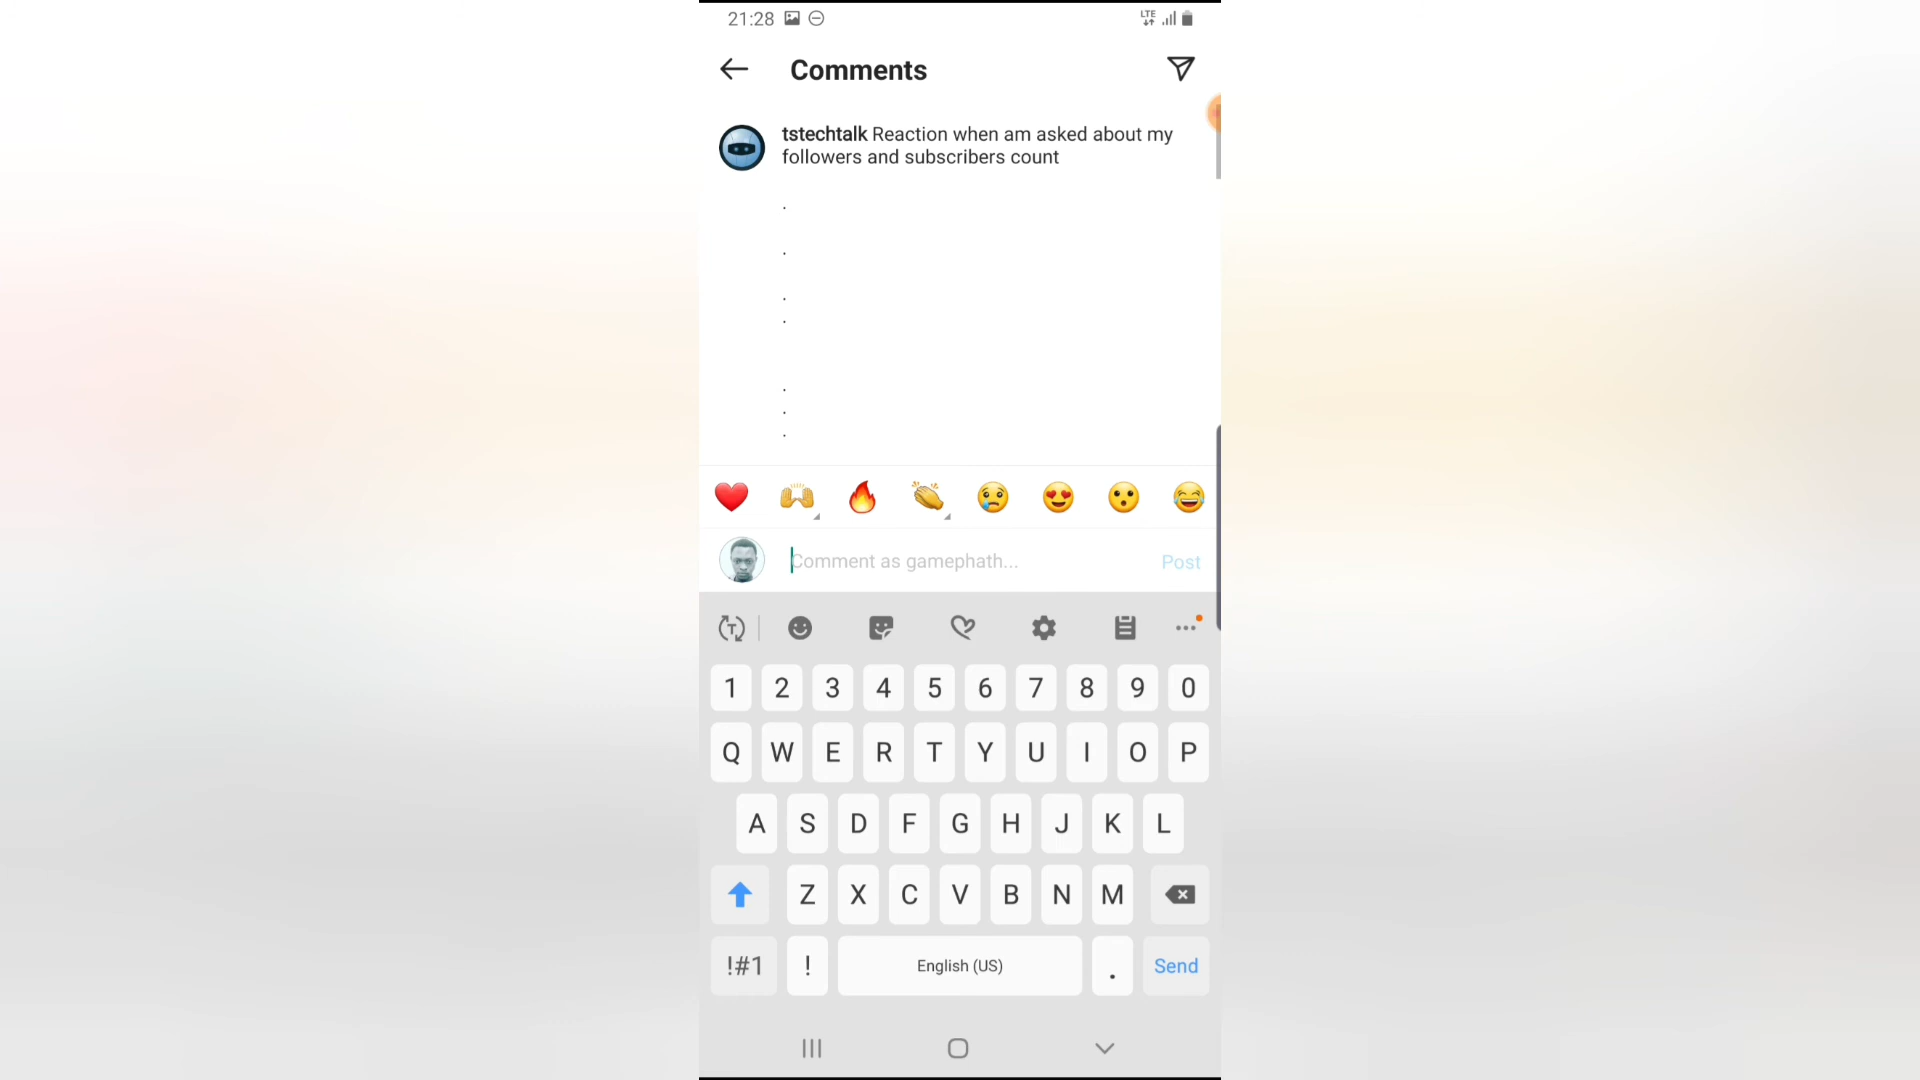 21:28
LTE
Comments
tstechtalk Reaction when am asked about my
followers and subscribers count
.
.
.
.
.
.
.
Comment as gamephath...
Post
T
1 2 3 4 5 6 7 8 9 0
Q W E R T Y U I O P
A S D F G H J K L
Z X C V B N M
!#1 ! English (US) . Send